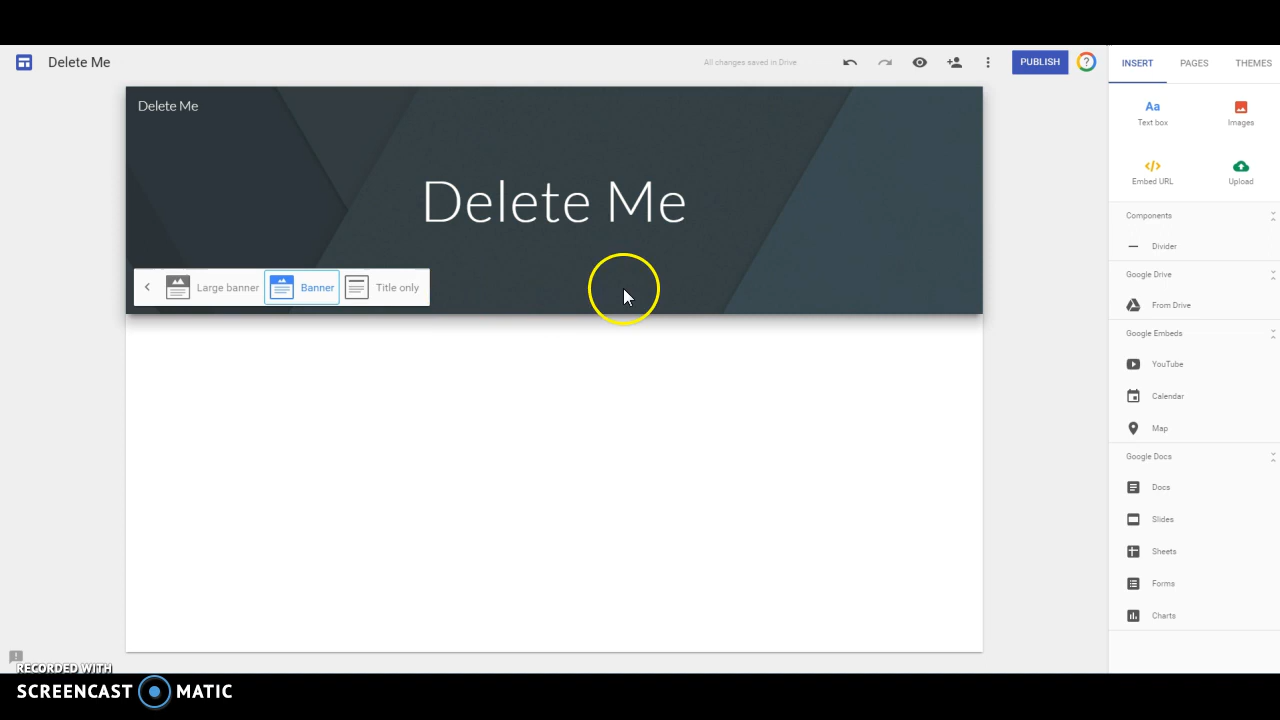 Delete Me
All changes saved in Drive
PUBLISH
?
INSERT
PAGES
THEMES
Delete Me
Delete Me
Large banner
Banner
Title only
Aa
Text box
Images
Embed URL
Upload
Components
Divider
Google Drive
From Drive
Google Embeds
YouTube
Calendar
Map
Google Docs
Docs
Slides
Sheets
Forms
Charts
RECORDED WITH
SCREENCAST MATIC